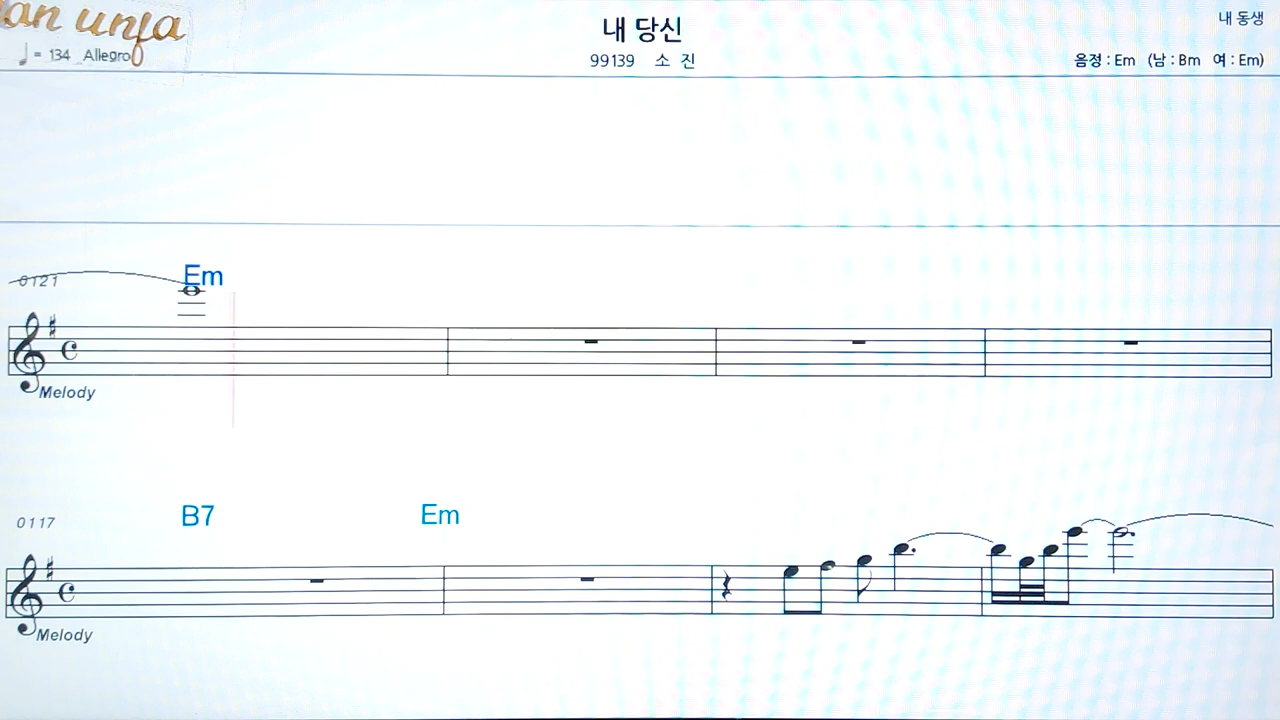 내 당신
내 동생
♩ = 134 Allegro
99139 소 진
음정 : Em (남 : Bm 여 : Em)
0121
Em
Melody
0117
B7 Em
Melody